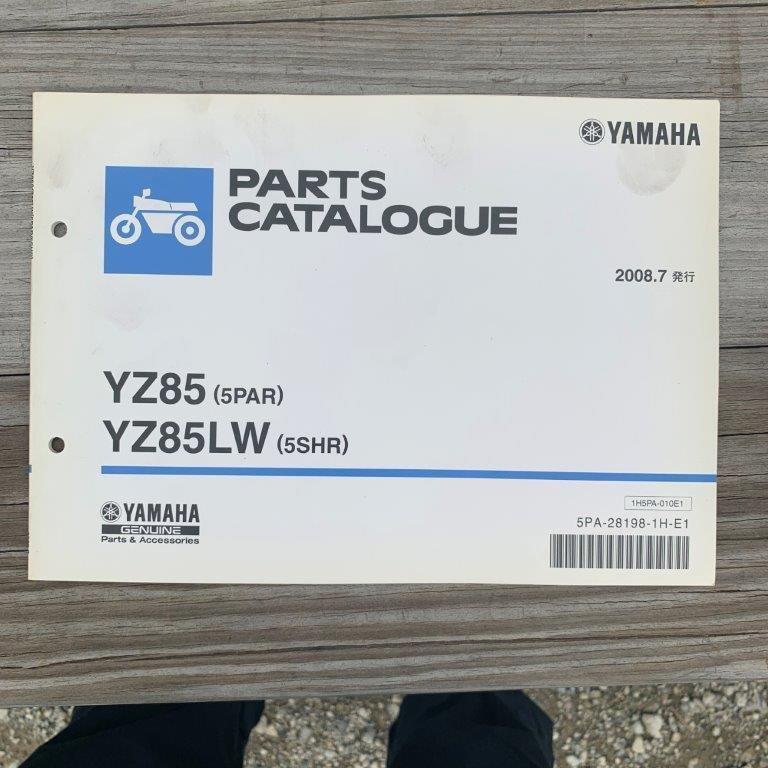 YAMAHA
PARTS
CATALOGUE
2008.7 発行
YZ85 (5PAR)
YZ85LW (5SHR)
YAMAHA
GENUINE
Parts & Accessories
1H5PA-010E1
5PA-28198-1H-E1